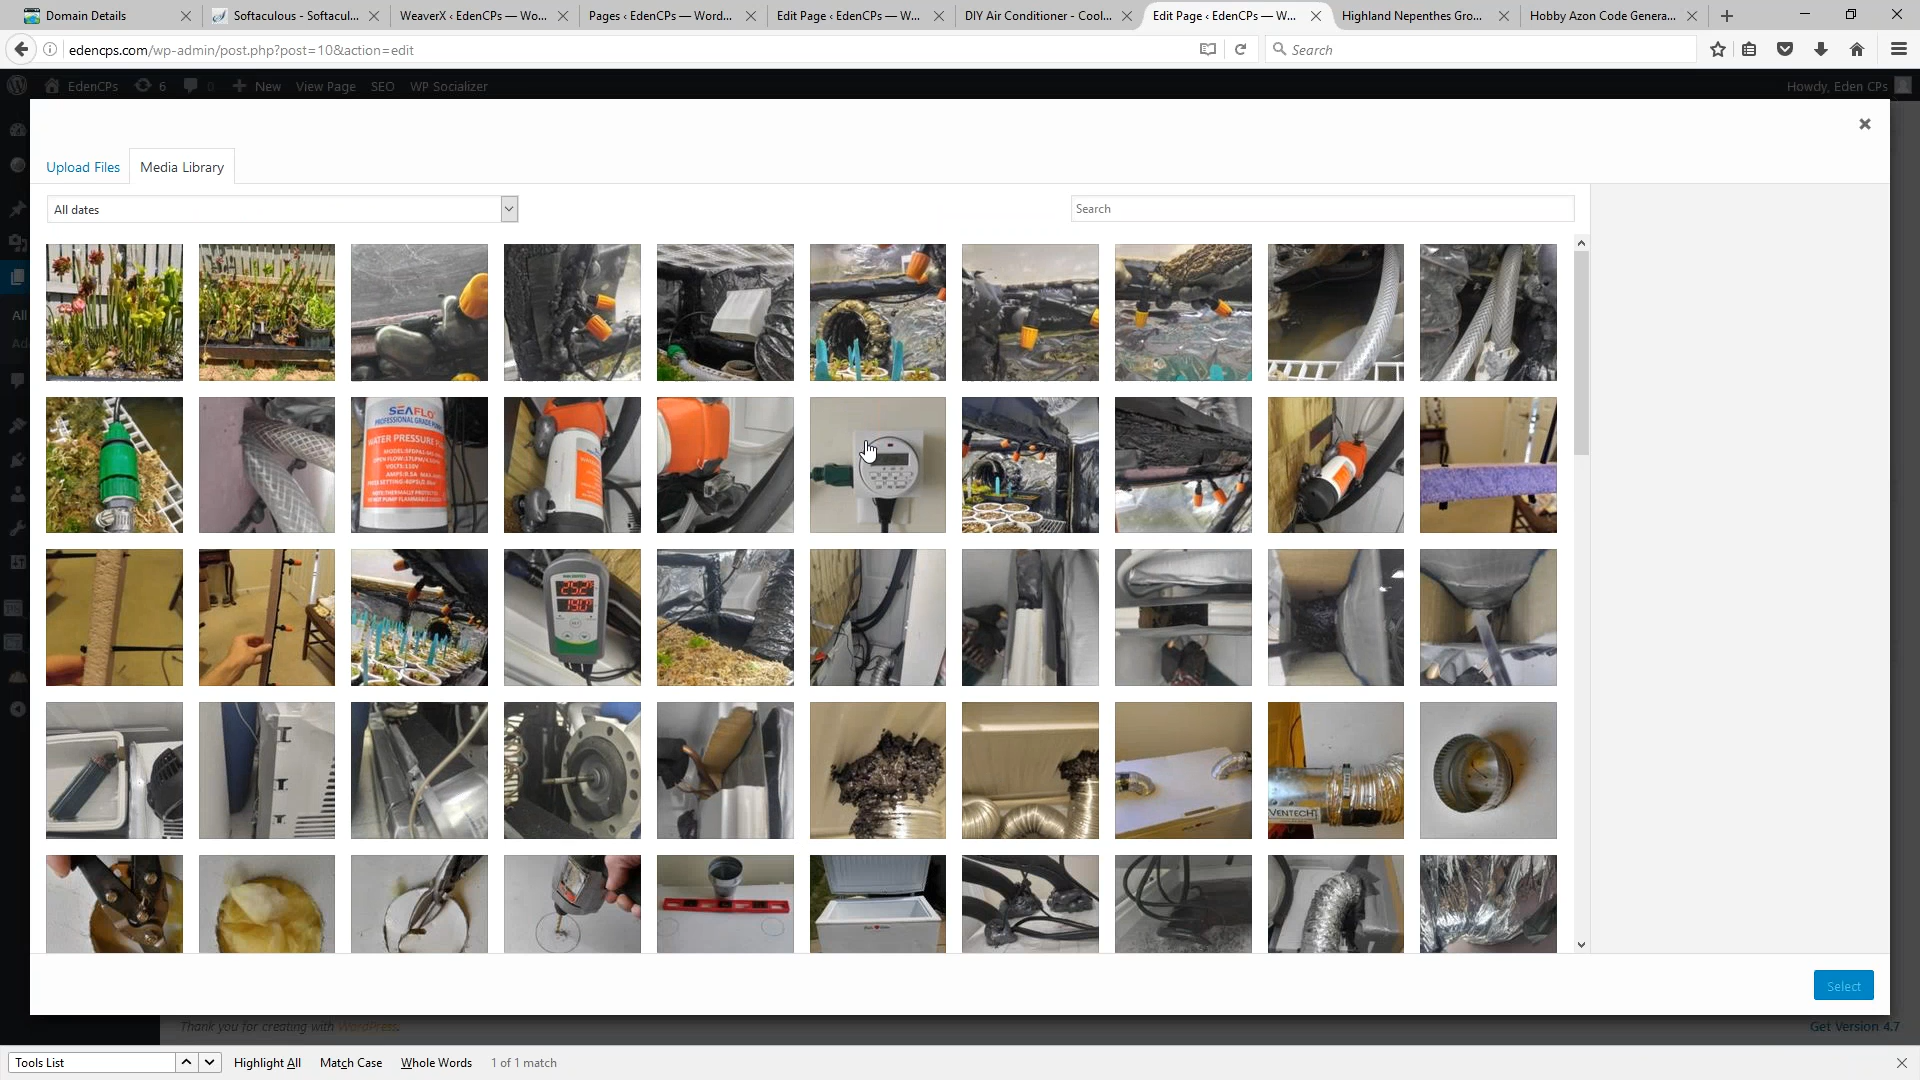 Domain Details
Softaculous - Softacul...
WeaverX ‹ EdenCPs — Wo...
Pages ‹ EdenCPs — Word...
Edit Page ‹ EdenCPs — W...
DIY Air Conditioner - Cool...
Edit Page ‹ EdenCPs — W...
Highland Nepenthes Gro...
Hobby Azon Code Genera...
edencps.com/wp-admin/post.php?post=10&action=edit
Search
EdenCPs
6
0
New
View Page
SEO
WP Socializer
Howdy, Eden CPs
Upload Files
Media Library
All dates
Search
All
SEAFLO
PROFESSIONAL GRADE PUMPS
WATER PRESSURE
VENTECH
Select
Thank you for creating with WordPress.
Get Version 4.7
Tools List
Highlight All
Match Case
Whole Words
1 of 1 match